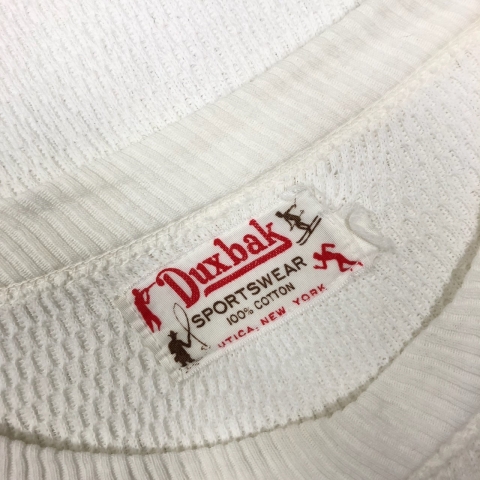 Duxbak
SPORTSWEAR
100% COTTON
UTICA, NEW YORK